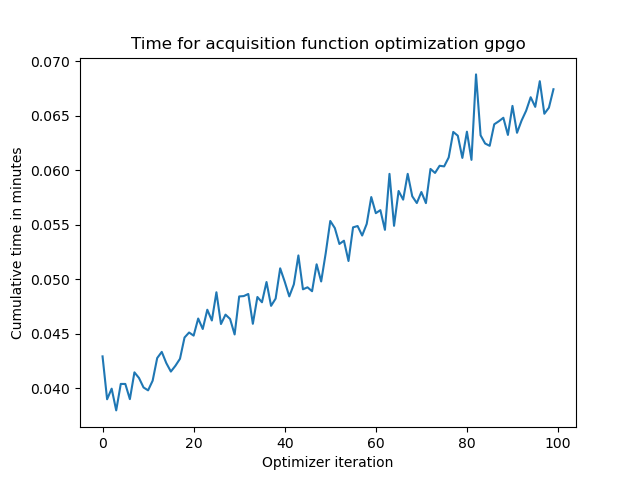 Time for acquisition function optimization gpgo
0.070
0.065
0.060
0.055
0.050
0.045
0.040
Cumulative time in minutes
0 20 40 60 80 100
Optimizer iteration